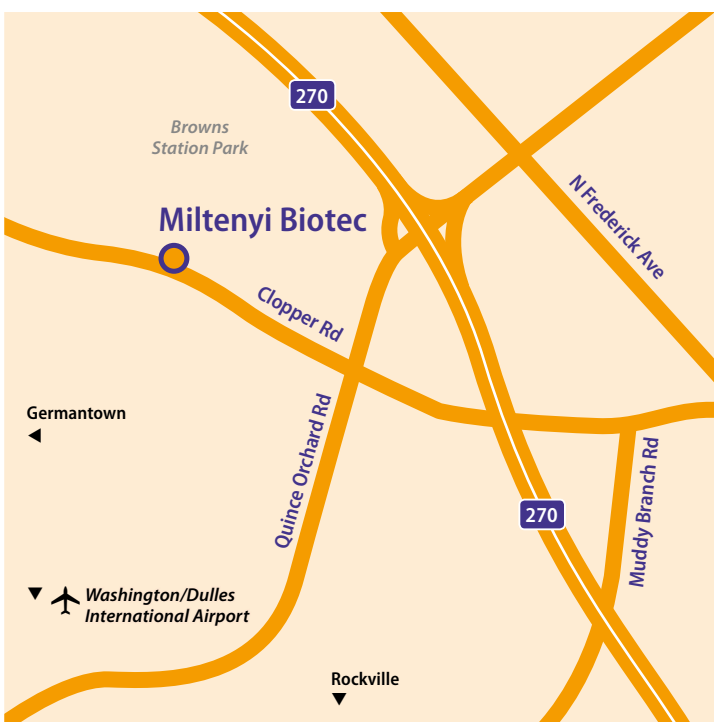 270
Browns
Station Park
N Frederick Ave
Miltenyi Biotec
Clopper Rd
Germantown
Quince Orchard Rd
Muddy Branch Rd
270
Washington/Dulles
International Airport
Rockville